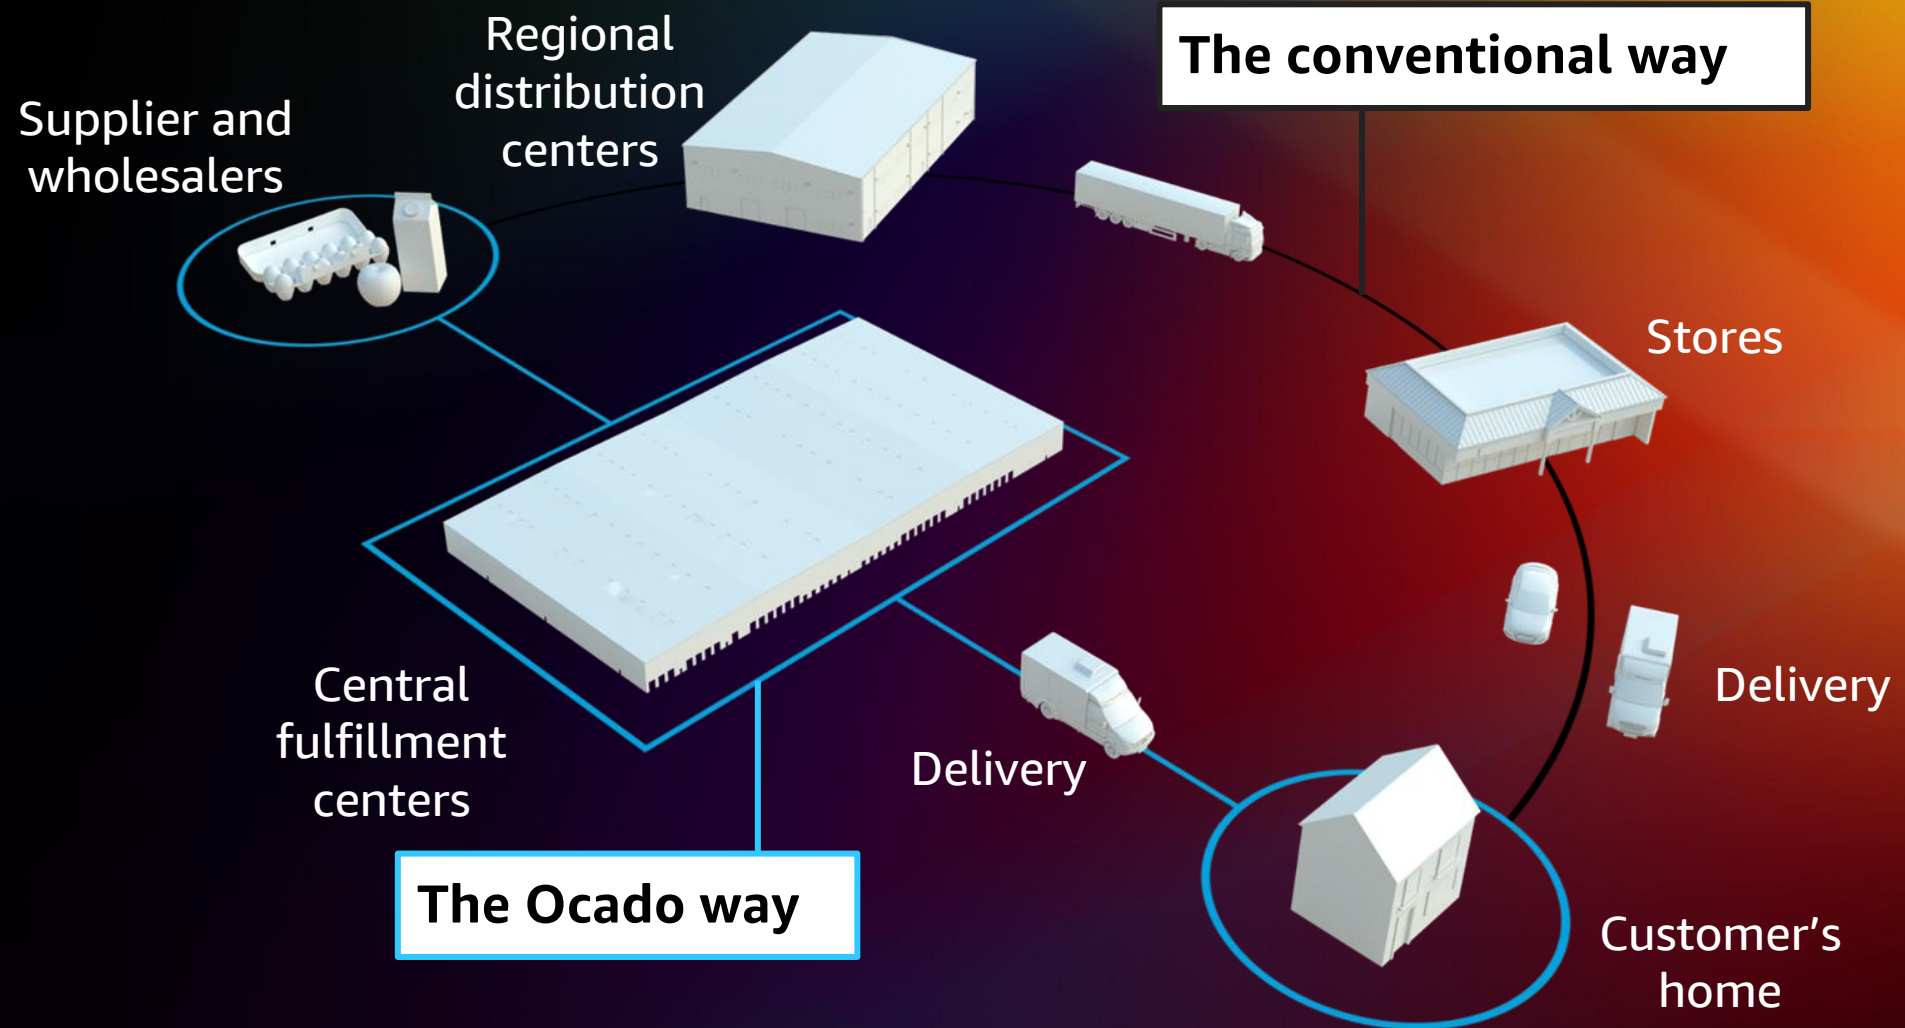 Regional
distribution
centers
The conventional way
Supplier and
wholesalers
Stores
Central
fulfillment
centers
Delivery
Delivery
The Ocado way
Customer’s
home